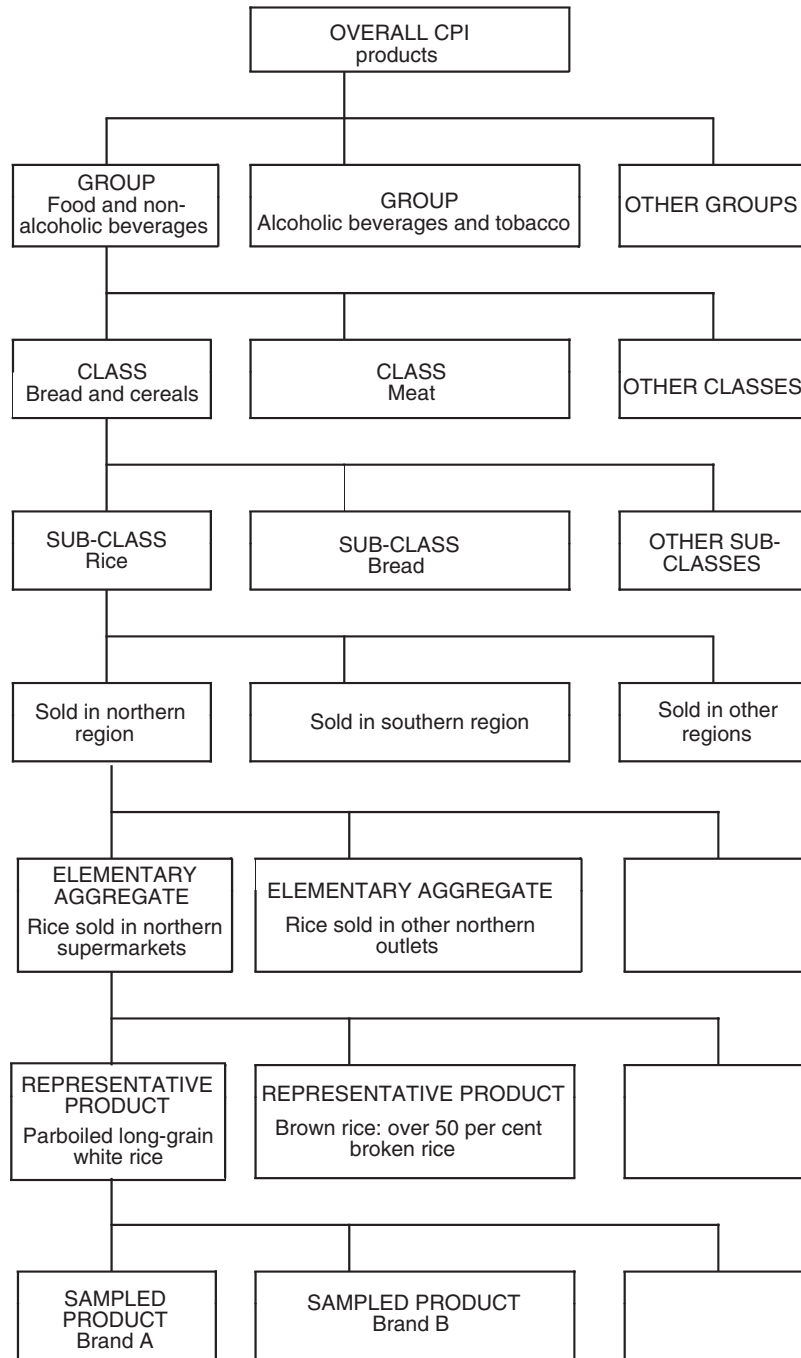 OVERALL CPI
products
GROUP
Food and non-
alcoholic beverages
GROUP
Alcoholic beverages and tobacco
OTHER GROUPS
CLASS
Bread and cereals
CLASS
Meat
OTHER CLASSES
SUB-CLASS
Rice
SUB-CLASS
Bread
OTHER SUB-
CLASSES
Sold in northern
region
Sold in southern region
Sold in other
regions
ELEMENTARY
AGGREGATE
Rice sold in northern
supermarkets
ELEMENTARY AGGREGATE
Rice sold in other northern
outlets
REPRESENTATIVE
PRODUCT
Parboiled long-grain
white rice
REPRESENTATIVE PRODUCT
Brown rice: over 50 per cent
broken rice
SAMPLED
PRODUCT
Brand A
SAMPLED PRODUCT
Brand B